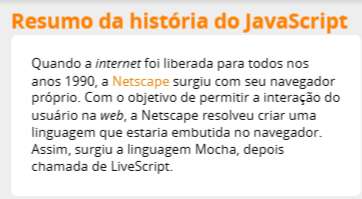 Resumo da história do JavaScript
Quando a internet foi liberada para todos nos
anos 1990, a Netscape surgiu com seu navegador
próprio. Com o objetivo de permitir a interação do
usuário na web, a Netscape resolveu criar uma
linguagem que estaria embutida no navegador.
Assim, surgiu a linguagem Mocha, depois
chamada de LiveScript.